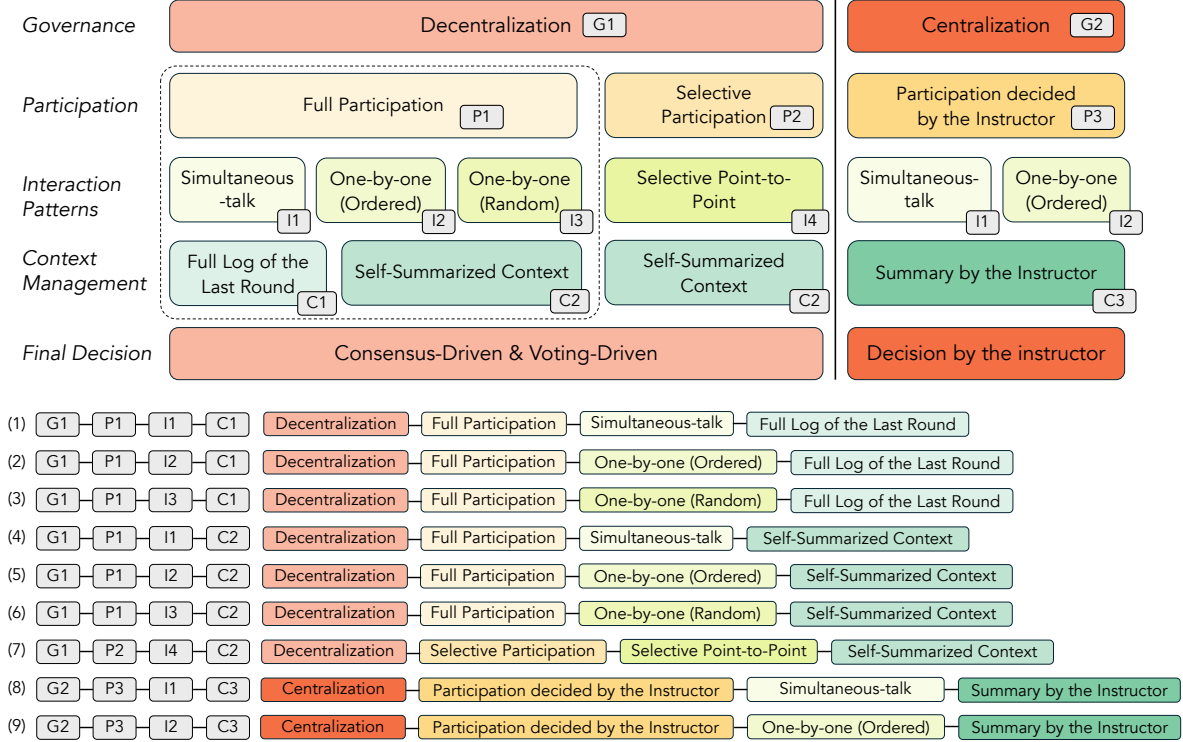 Governance
Decentralization G1
Centralization G2
Participation
Full Participation P1
Selective
Participation P2
Participation decided
by the Instructor P3
Interaction
Patterns
Simultaneous
-talk I1
One-by-one
(Ordered) I2
One-by-one
(Random) I3
Selective Point-to-
Point I4
Simultaneous-
talk I1
One-by-one
(Ordered) I2
Context
Management
Full Log of the
Last Round C1
Self-Summarized Context C2
Self-Summarized
Context C2
Summary by the Instructor C3
Final Decision
Consensus-Driven & Voting-Driven
Decision by the instructor
(1) G1 P1 I1 C1 Decentralization Full Participation Simultaneous-talk Full Log of the Last Round
(2) G1 P1 I2 C1 Decentralization Full Participation One-by-one (Ordered) Full Log of the Last Round
(3) G1 P1 I3 C1 Decentralization Full Participation One-by-one (Random) Full Log of the Last Round
(4) G1 P1 I1 C2 Decentralization Full Participation Simultaneous-talk Self-Summarized Context
(5) G1 P1 I2 C2 Decentralization Full Participation One-by-one (Ordered) Self-Summarized Context
(6) G1 P1 I3 C2 Decentralization Full Participation One-by-one (Random) Self-Summarized Context
(7) G1 P2 I4 C2 Decentralization Selective Participation Selective Point-to-Point Self-Summarized Context
(8) G2 P3 I1 C3 Centralization Participation decided by the Instructor Simultaneous-talk Summary by the Instructor
(9) G2 P3 I2 C3 Centralization Participation decided by the Instructor One-by-one (Ordered) Summary by the Instructor